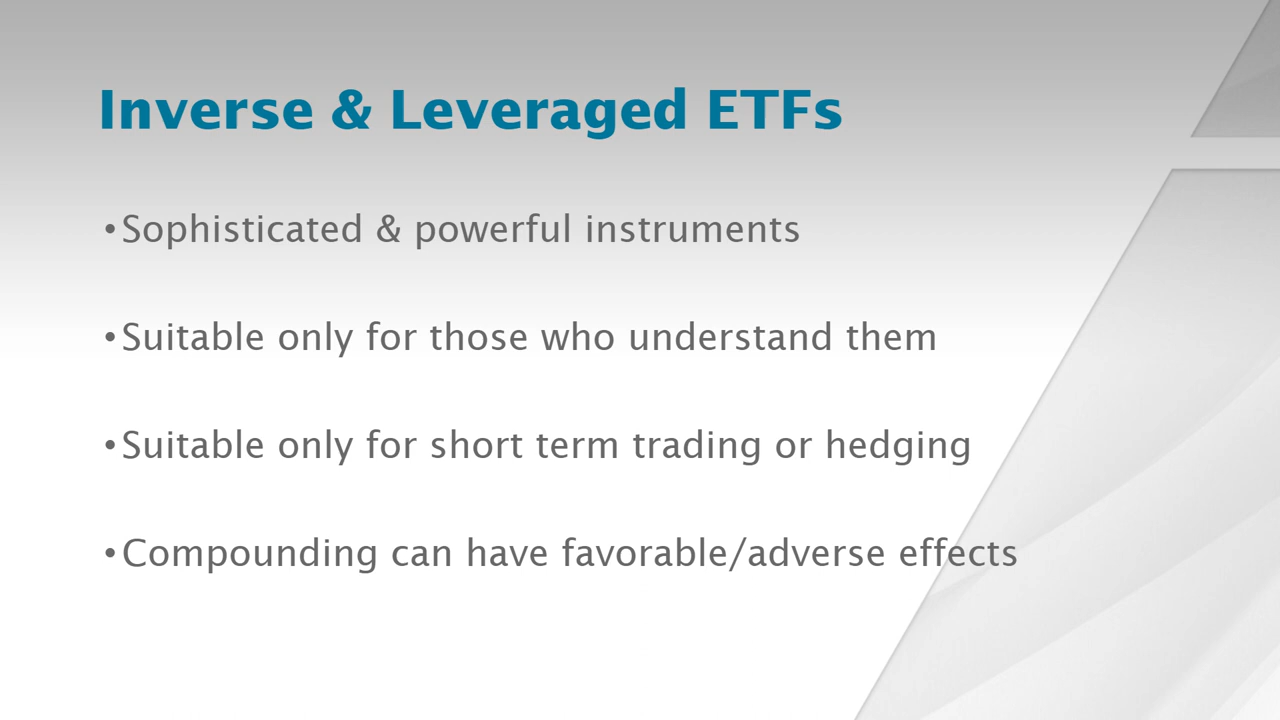 Inverse & Leveraged ETFs
•Sophisticated & powerful instruments
•Suitable only for those who understand them
•Suitable only for short term trading or hedging
•Compounding can have favorable/adverse effects